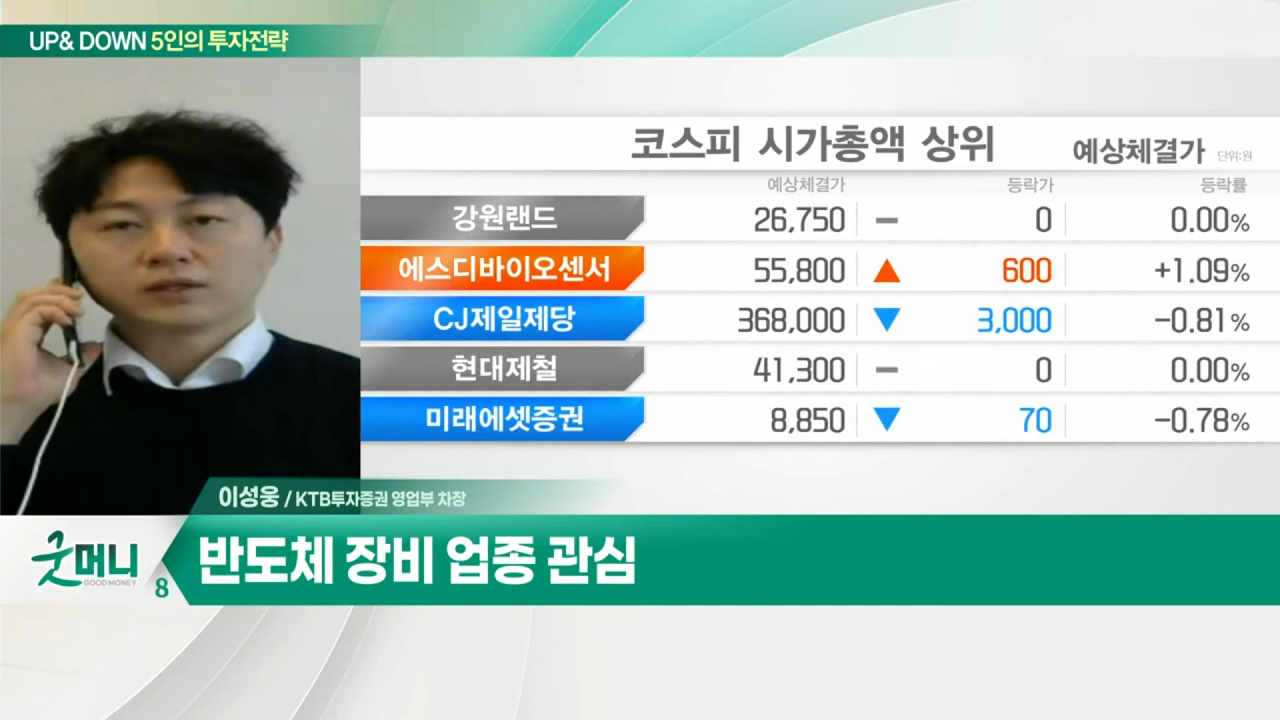 UP& DOWN 5인의 투자전략
코스피 시가총액 상위 예상체결가 단위:원
예상체결가 등락가 등락률
강원랜드 26,750 0 0.00%
에스디바이오센서 55,800 ▲ 600 +1.09%
CJ제일제당 368,000 ▼ 3,000 -0.81%
현대제철 41,300 0 0.00%
미래에셋증권 8,850 ▼ 70 -0.78%
이성웅 / KTB투자증권 영업부 차장
굿머니
GOOD MONEY
8
반도체 장비 업종 관심